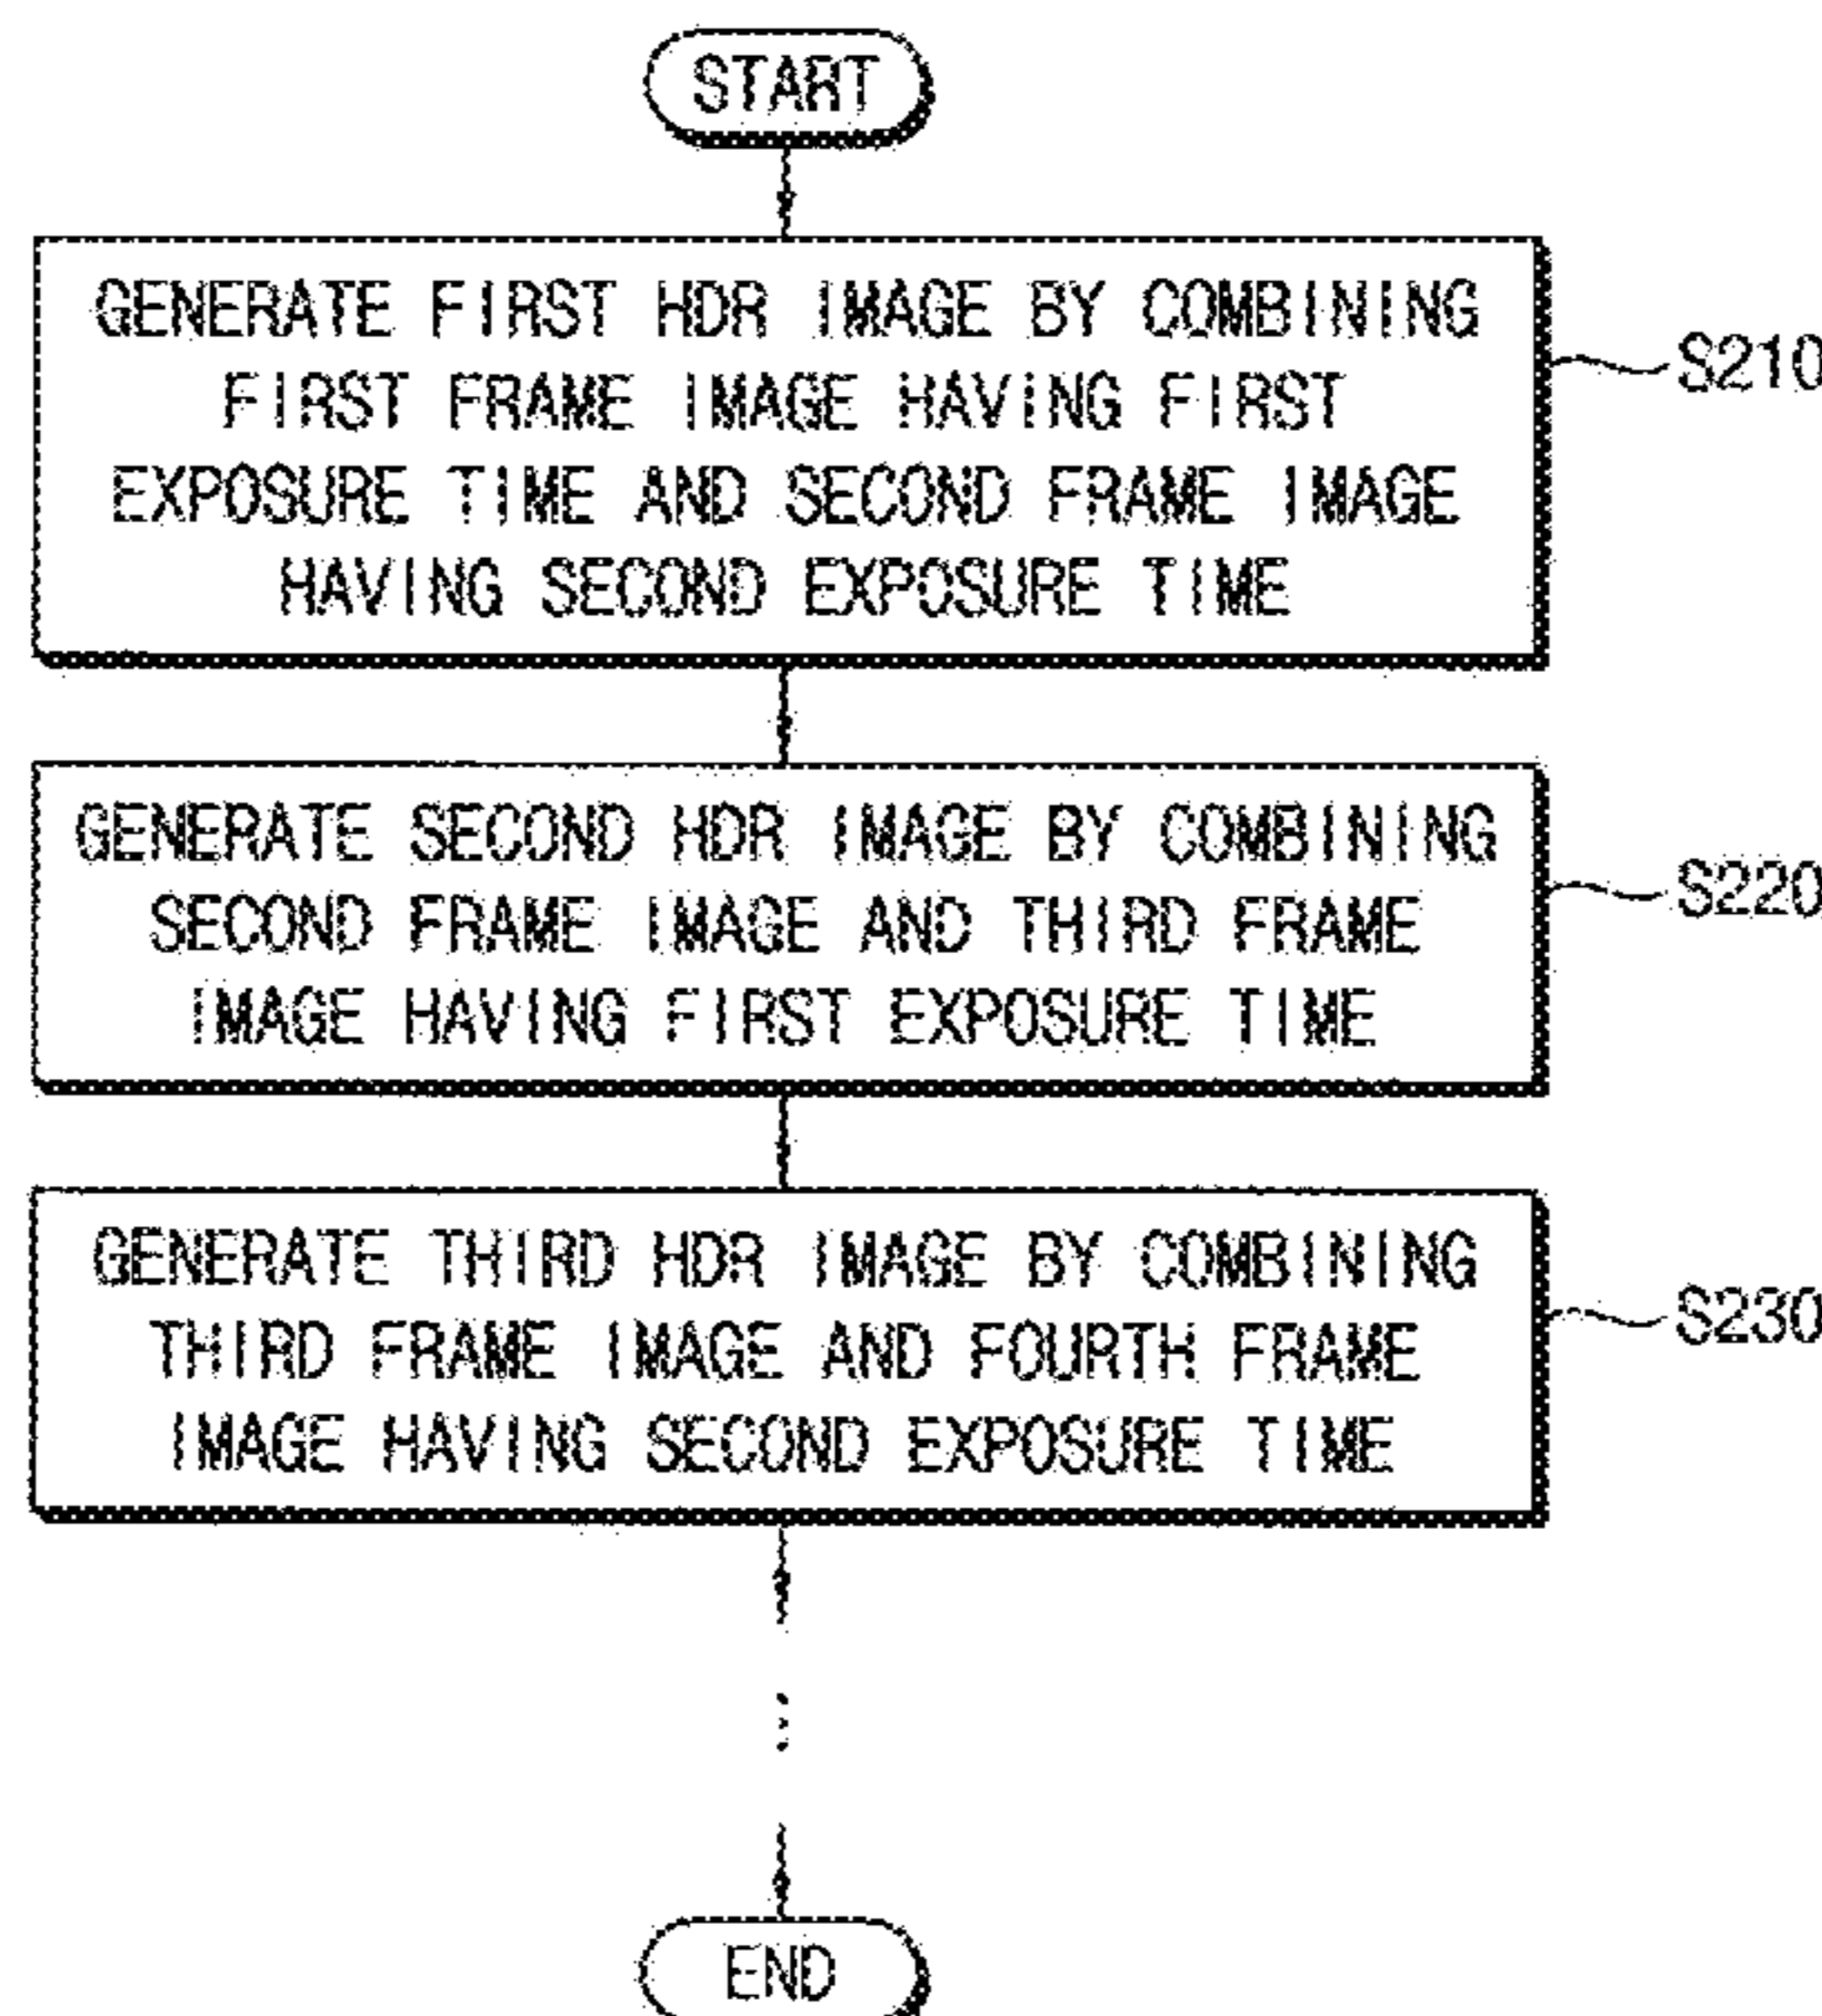 START
GENERATE FIRST HDR IMAGE BY COMBINING
FIRST FRAME IMAGE HAVING FIRST
EXPOSURE TIME AND SECOND FRAME IMAGE
HAVING SECOND EXPOSURE TIME
S210
GENERATE SECOND HDR IMAGE BY COMBINING
SECOND FRAME IMAGE AND THIRD FRAME
IMAGE HAVING FIRST EXPOSURE TIME
S220
GENERATE THIRD HDR IMAGE BY COMBINING
THIRD FRAME IMAGE AND FOURTH FRAME
IMAGE HAVING SECOND EXPOSURE TIME
S230
END